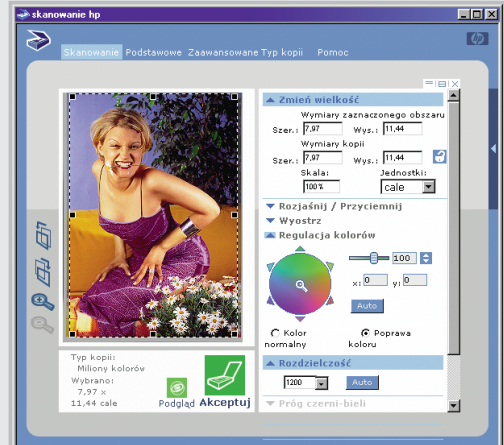 skanowanie hp
hp
Skanowanie Podstawowe Zaawansowane Typ kopii Pomoc
Zmień wielkość
Wymiary zaznaczonego obszaru
Szer.: 7,97 Wys.: 11,44
Wymiary kopii
Szer.: 7,97 Wys.: 11,44
Skala: Jednostki:
100% cale
Rozjaśnij / Przyciemnij
Wyostrz
Regulacja kolorów
100
x: 0 y: 0
Auto
Kolor normalny
Poprawa koloru
Rozdzielczość
1200 Auto
Próg czerni-bieli
Typ kopii:
Miliony kolorów
Wybrano:
7,97 ×
11,44 cale
Podgląd Akceptuj